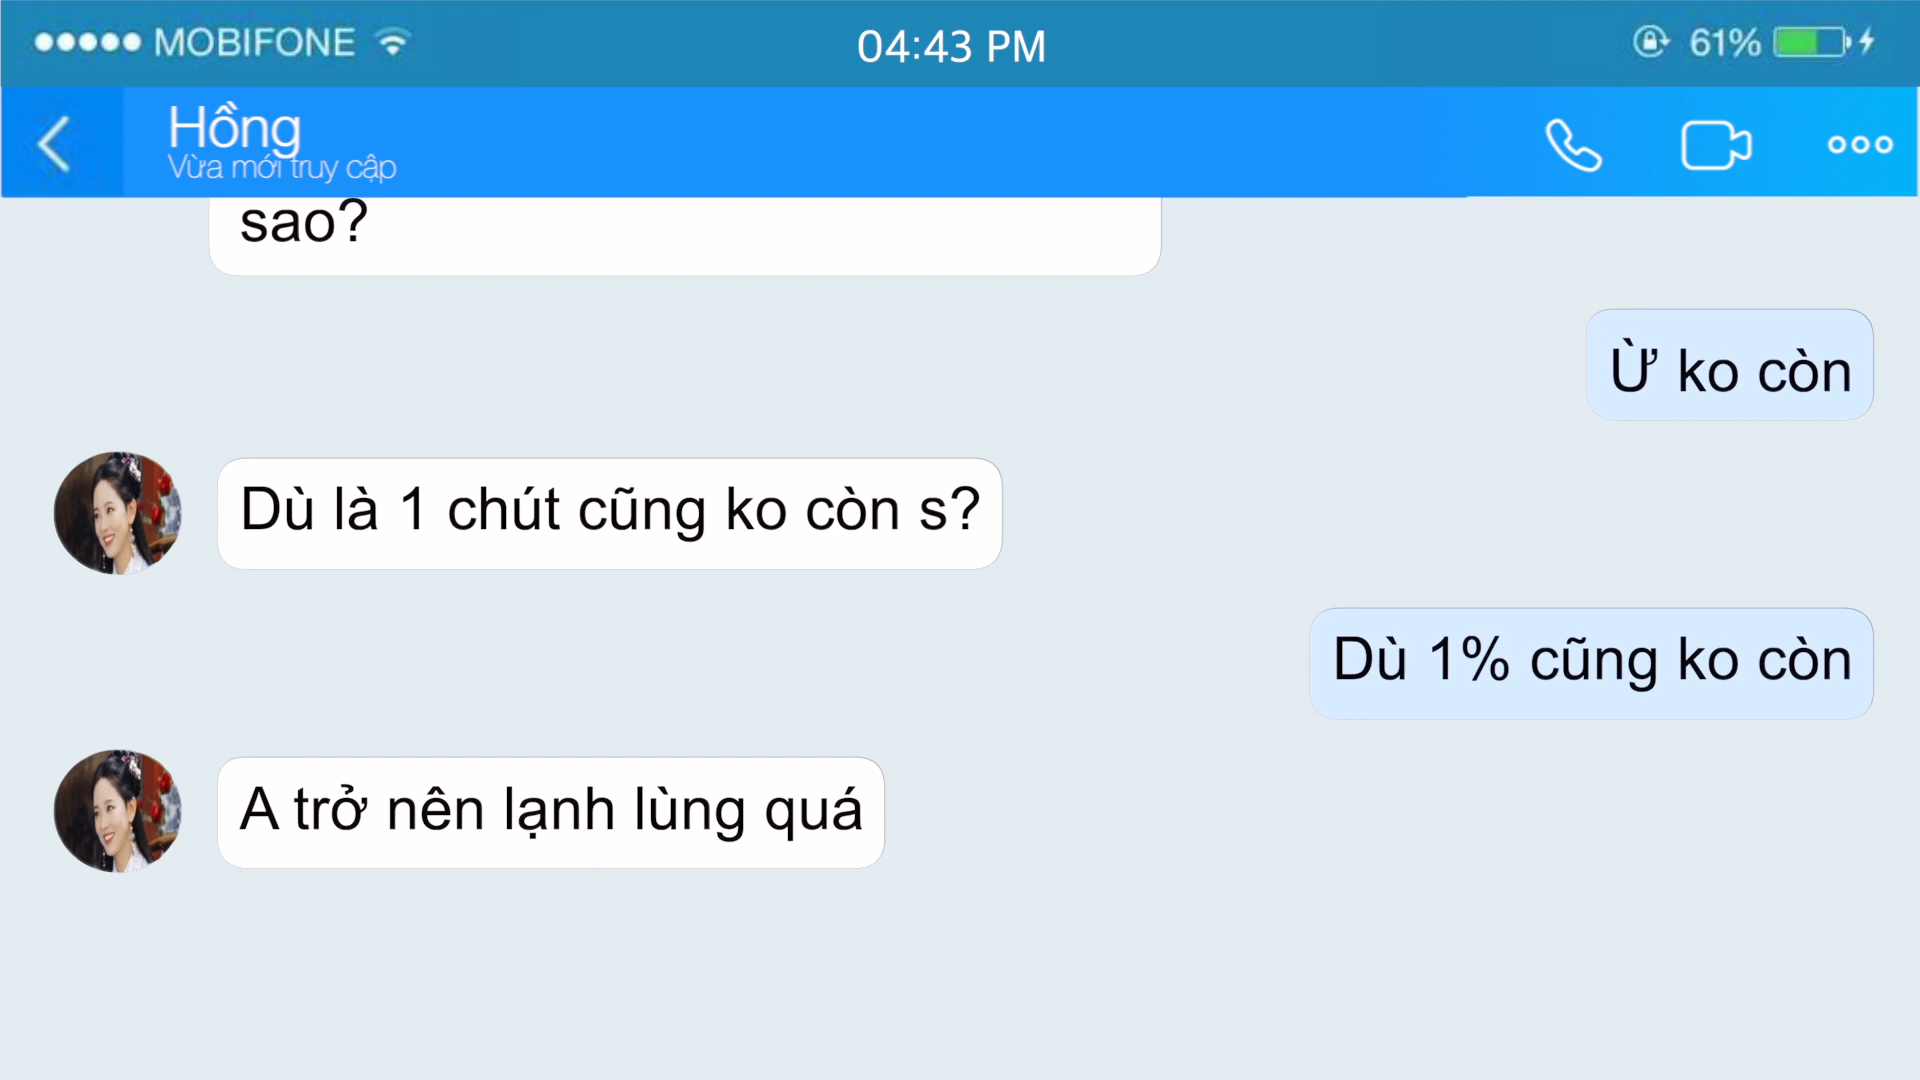 MOBIFONE
04:43 PM
61%
Hồng
Vừa mới truy cập
sao?
Ừ ko còn
Dù là 1 chút cũng ko còn s?
Dù 1% cũng ko còn
A trở nên lạnh lùng quá